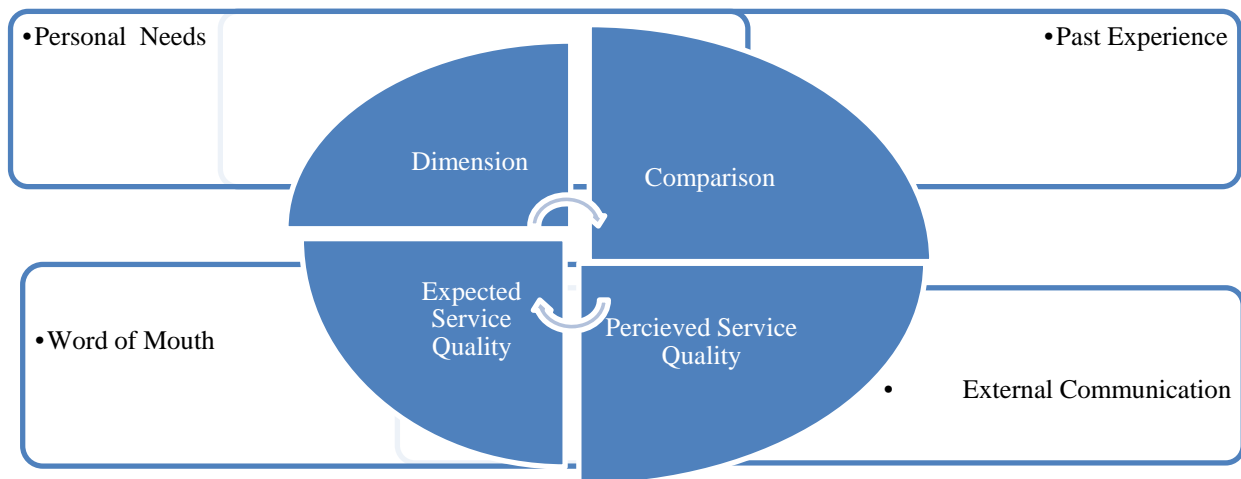 •Personal Needs
•Past Experience
Dimension
Comparison
Expected
Service
Quality
Percieved Service
Quality
•Word of Mouth
• External Communication